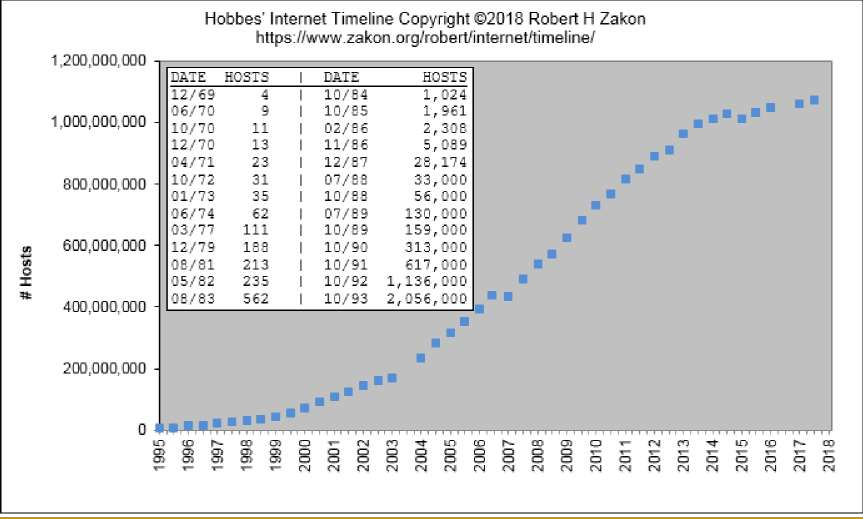 Hobbes' Internet Timeline Copyright ©2018 Robert H Zakon
https://www.zakon.org/robert/internet/timeline/
1,200,000,000
1,000,000,000
800,000,000
600,000,000
400,000,000
200,000,000
0
# Hosts
DATE HOSTS | DATE HOSTS
12/69 4 | 10/84 1,024
06/70 9 | 10/85 1,961
10/70 11 | 02/86 2,308
12/70 13 | 11/86 5,089
04/71 23 | 12/87 28,174
10/72 31 | 07/88 33,000
01/73 35 | 10/88 56,000
06/74 62 | 07/89 130,000
03/77 111 | 10/89 159,000
12/79 188 | 10/90 313,000
08/81 213 | 10/91 617,000
05/82 235 | 10/92 1,136,000
08/83 562 | 10/93 2,056,000
1995 1996 1997 1998 1999 2000 2001 2002 2003 2004 2005 2006 2007 2008 2009 2010 2011 2012 2013 2014 2015 2016 2017 2018